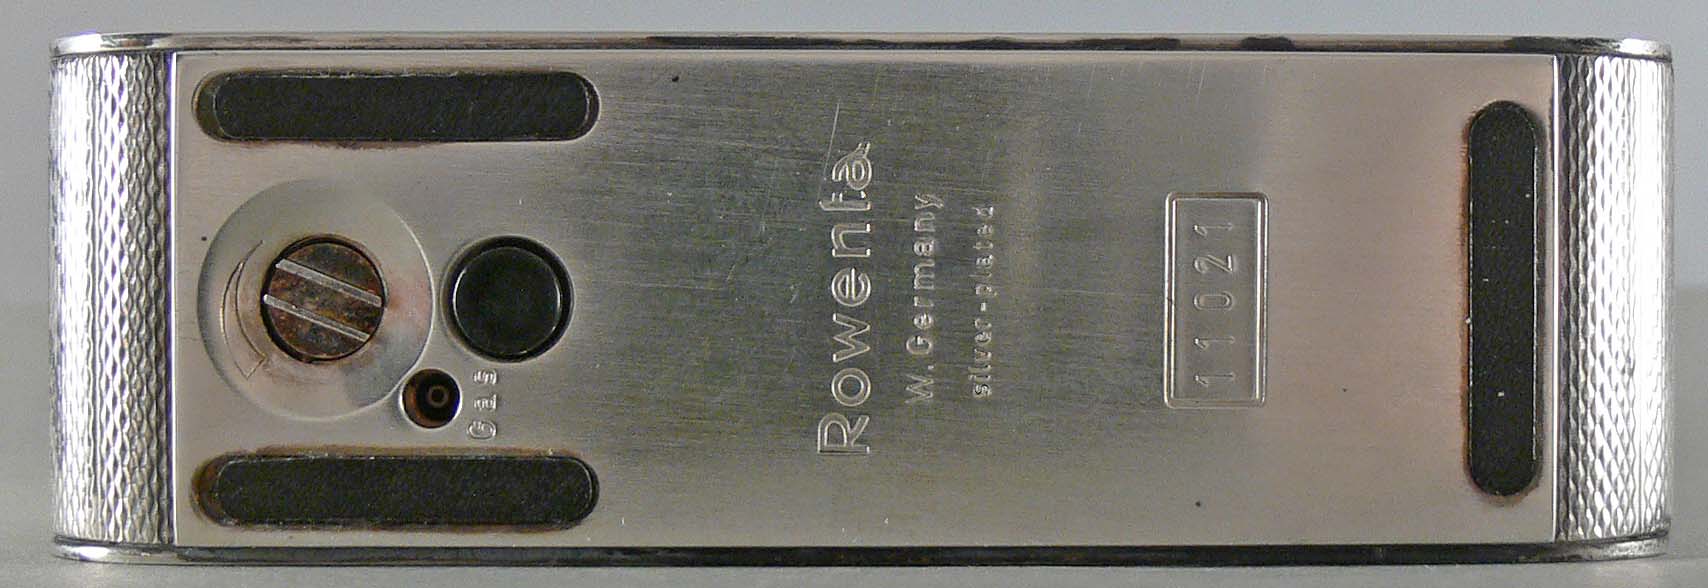 Rowenta
W. Germany
silver-plated
11021
Gas